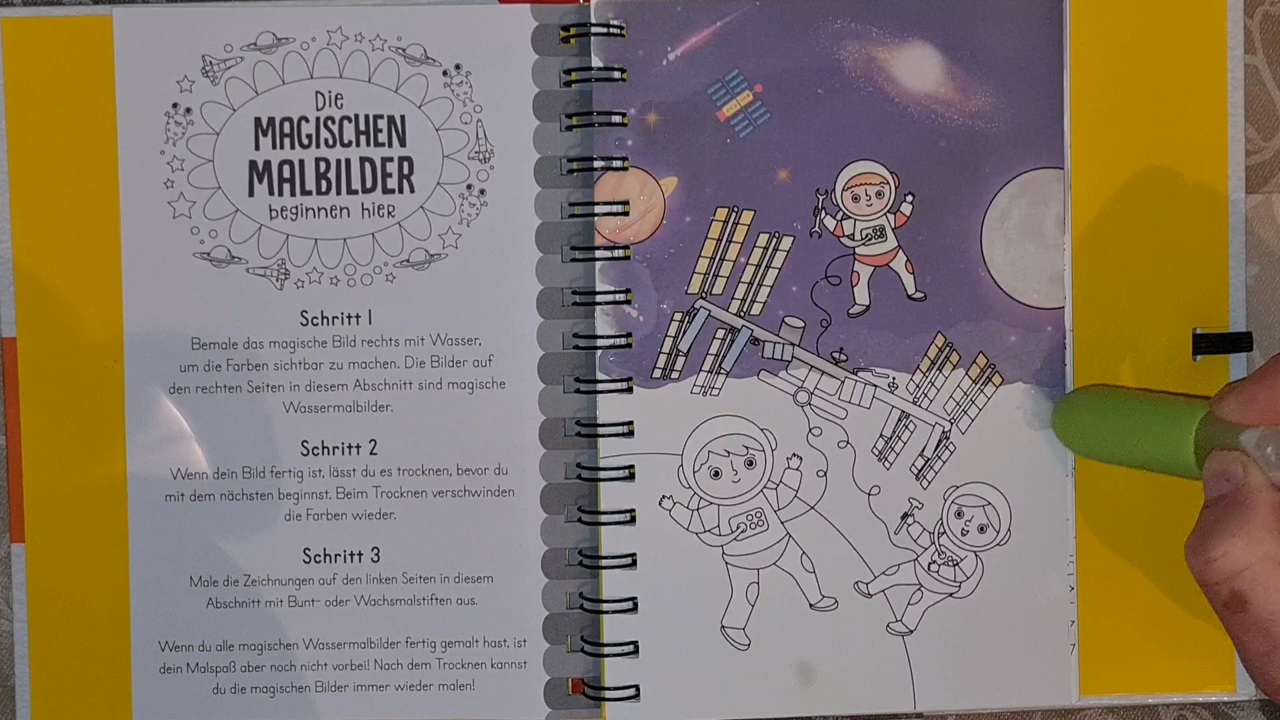 Die
MAGISCHEN
MALBILDER
beginnen hier
Schritt 1
Bemale das magische Bild rechts mit Wasser,
um die Farben sichtbar zu machen. Die Bilder auf
den rechten Seiten in diesem Abschnitt sind magische
Wassermalbilder.
Schritt 2
Wenn dein Bild fertig ist, lässt du es trocknen, bevor du
mit dem nächsten beginnst. Beim Trocknen verschwinden
die Farben wieder.
Schritt 3
Male die Zeichnungen auf den linken Seiten in diesem
Abschnitt mit Bunt- oder Wachsmalstiften aus.
Wenn du alle magischen Wassermalbilder fertig gemalt hast, ist
dein Malspaß aber noch nicht vorbei! Nach dem Trocknen kannst
du die magischen Bilder immer wieder malen!